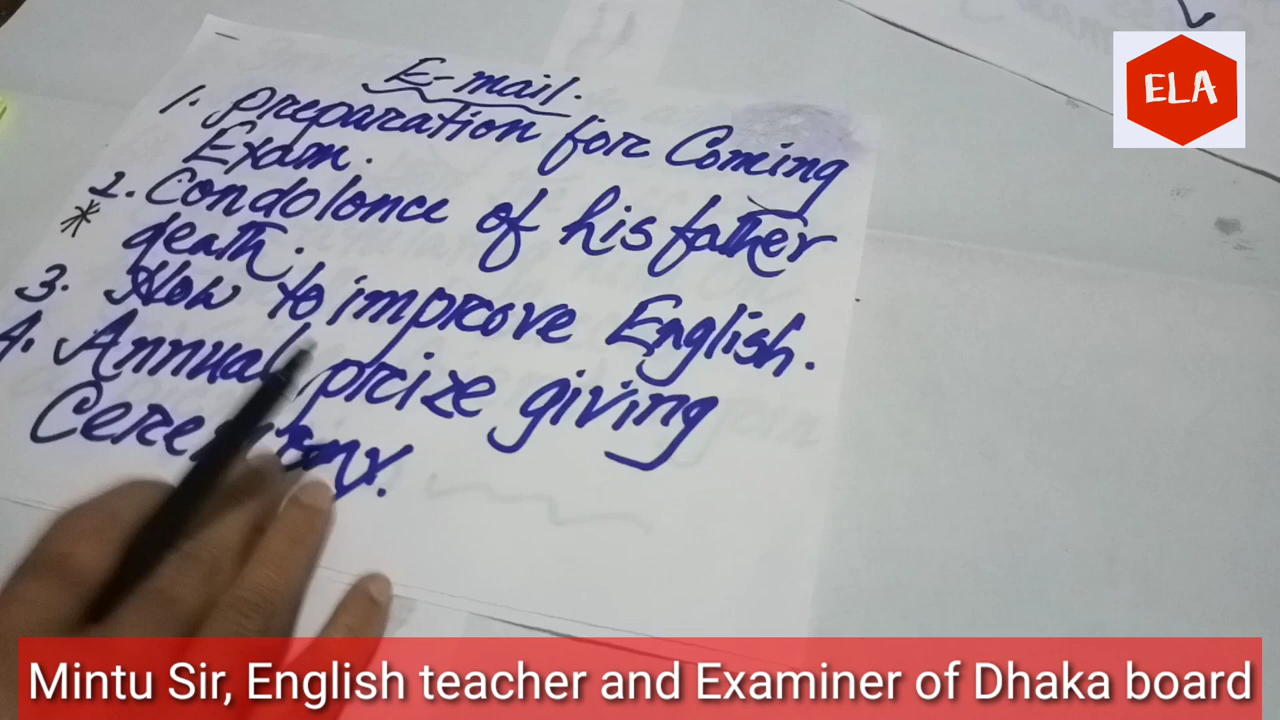 E-mail.
1. Preparation for Coming
Exam.
2. Condolonce of his father
* death.
3. How to improve English.
4. Annual prize giving
Ceremony.
ELA
Mintu Sir, English teacher and Examiner of Dhaka board